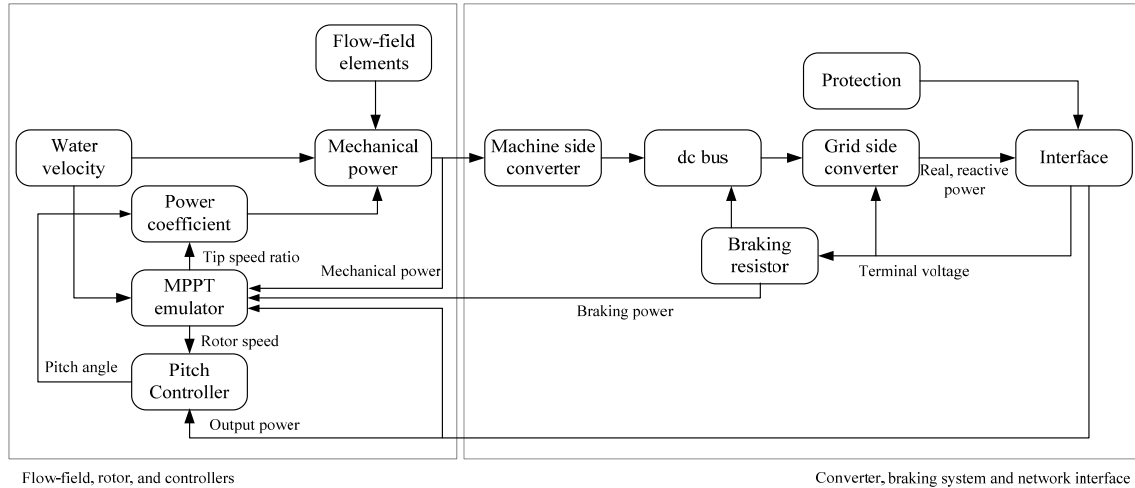 Flow-field
elements
Protection
Water
velocity
Mechanical
power
Machine side
converter
dc bus
Grid side
converter
Real, reactive
power
Interface
Power
coefficient
Tip speed ratio
Mechanical power
Braking
resistor
Terminal voltage
MPPT
emulator
Braking power
Rotor speed
Pitch angle
Pitch
Controller
Output power
Flow-field, rotor, and controllers
Converter, braking system and network interface